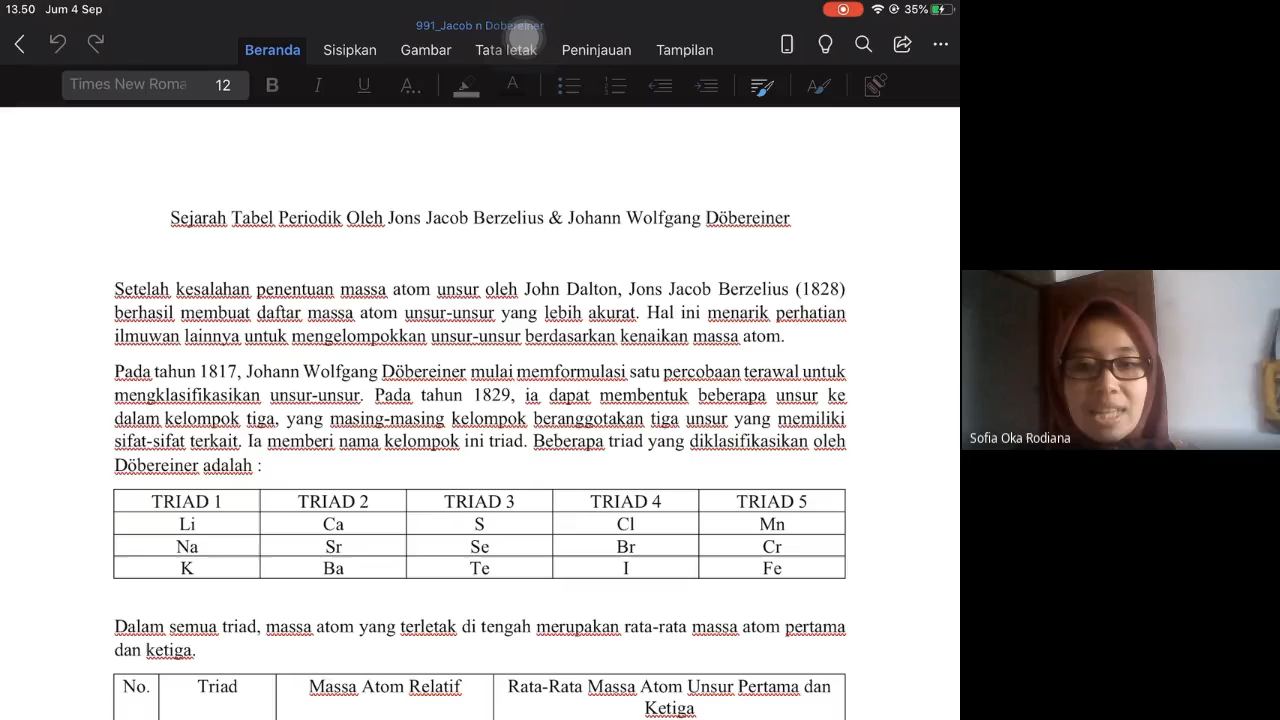 13.50 Jum 4 Sep
35%
991_Jacob n Dobereiner
Beranda Sisipkan Gambar Tata letak Peninjauan Tampilan
Times New Roma 12 B I U A..  A
Sejarah Tabel Periodik Oleh Jons Jacob Berzelius & Johann Wolfgang Döbereiner
Setelah kesalahan penentuan massa atom unsur oleh John Dalton, Jons Jacob Berzelius (1828)
berhasil membuat daftar massa atom unsur-unsur yang lebih akurat. Hal ini menarik perhatian
ilmuwan lainnya untuk mengelompokkan unsur-unsur berdasarkan kenaikan massa atom.
Pada tahun 1817, Johann Wolfgang Döbereiner mulai memformulasi satu percobaan terawal untuk
mengklasifikasikan unsur-unsur. Pada tahun 1829, ia dapat membentuk beberapa unsur ke
dalam kelompok tiga, yang masing-masing kelompok beranggotakan tiga unsur yang memiliki
sifat-sifat terkait. Ia memberi nama kelompok ini triad. Beberapa triad yang diklasifikasikan oleh
Döbereiner adalah :
TRIAD 1 TRIAD 2 TRIAD 3 TRIAD 4 TRIAD 5
Li Ca S Cl Mn
Na Sr Se Br Cr
K Ba Te I Fe
Dalam semua triad, massa atom yang terletak di tengah merupakan rata-rata massa atom pertama
dan ketiga.
No. Triad Massa Atom Relatif Rata-Rata Massa Atom Unsur Pertama dan
Ketiga
Sofia Oka Rodiana